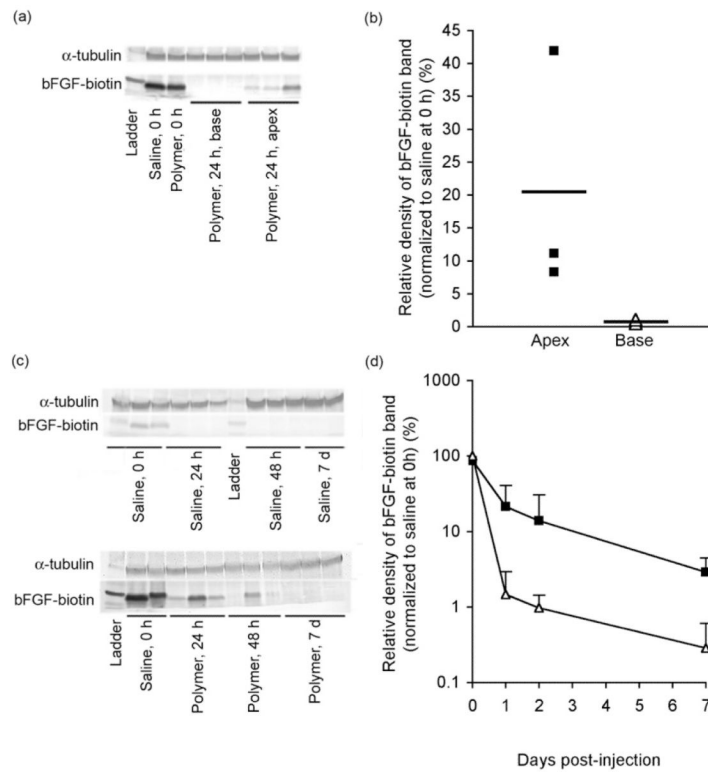 (a)
α-tubulin
bFGF-biotin
Ladder
Saline, 0 h
Polymer, 0 h
Polymer, 24 h, base
Polymer, 24 h, apex
(b)
Relative density of bFGF-biotin band
(normalized to saline at 0 h) (%)
45
40
35
30
25
20
15
10
5
0
Apex
Base
(c)
α-tubulin
bFGF-biotin
Saline, 0 h
Saline, 24 h
Ladder
Saline, 48 h
Saline, 7 d
α-tubulin
bFGF-biotin
Ladder
Saline, 0 h
Polymer, 24 h
Polymer, 48 h
Polymer, 7 d
(d)
Relative density of bFGF-biotin band
(normalized to saline at 0h) (%)
1000
100
10
1
0.1
0 1 2 3 4 5 6 7
Days post-injection